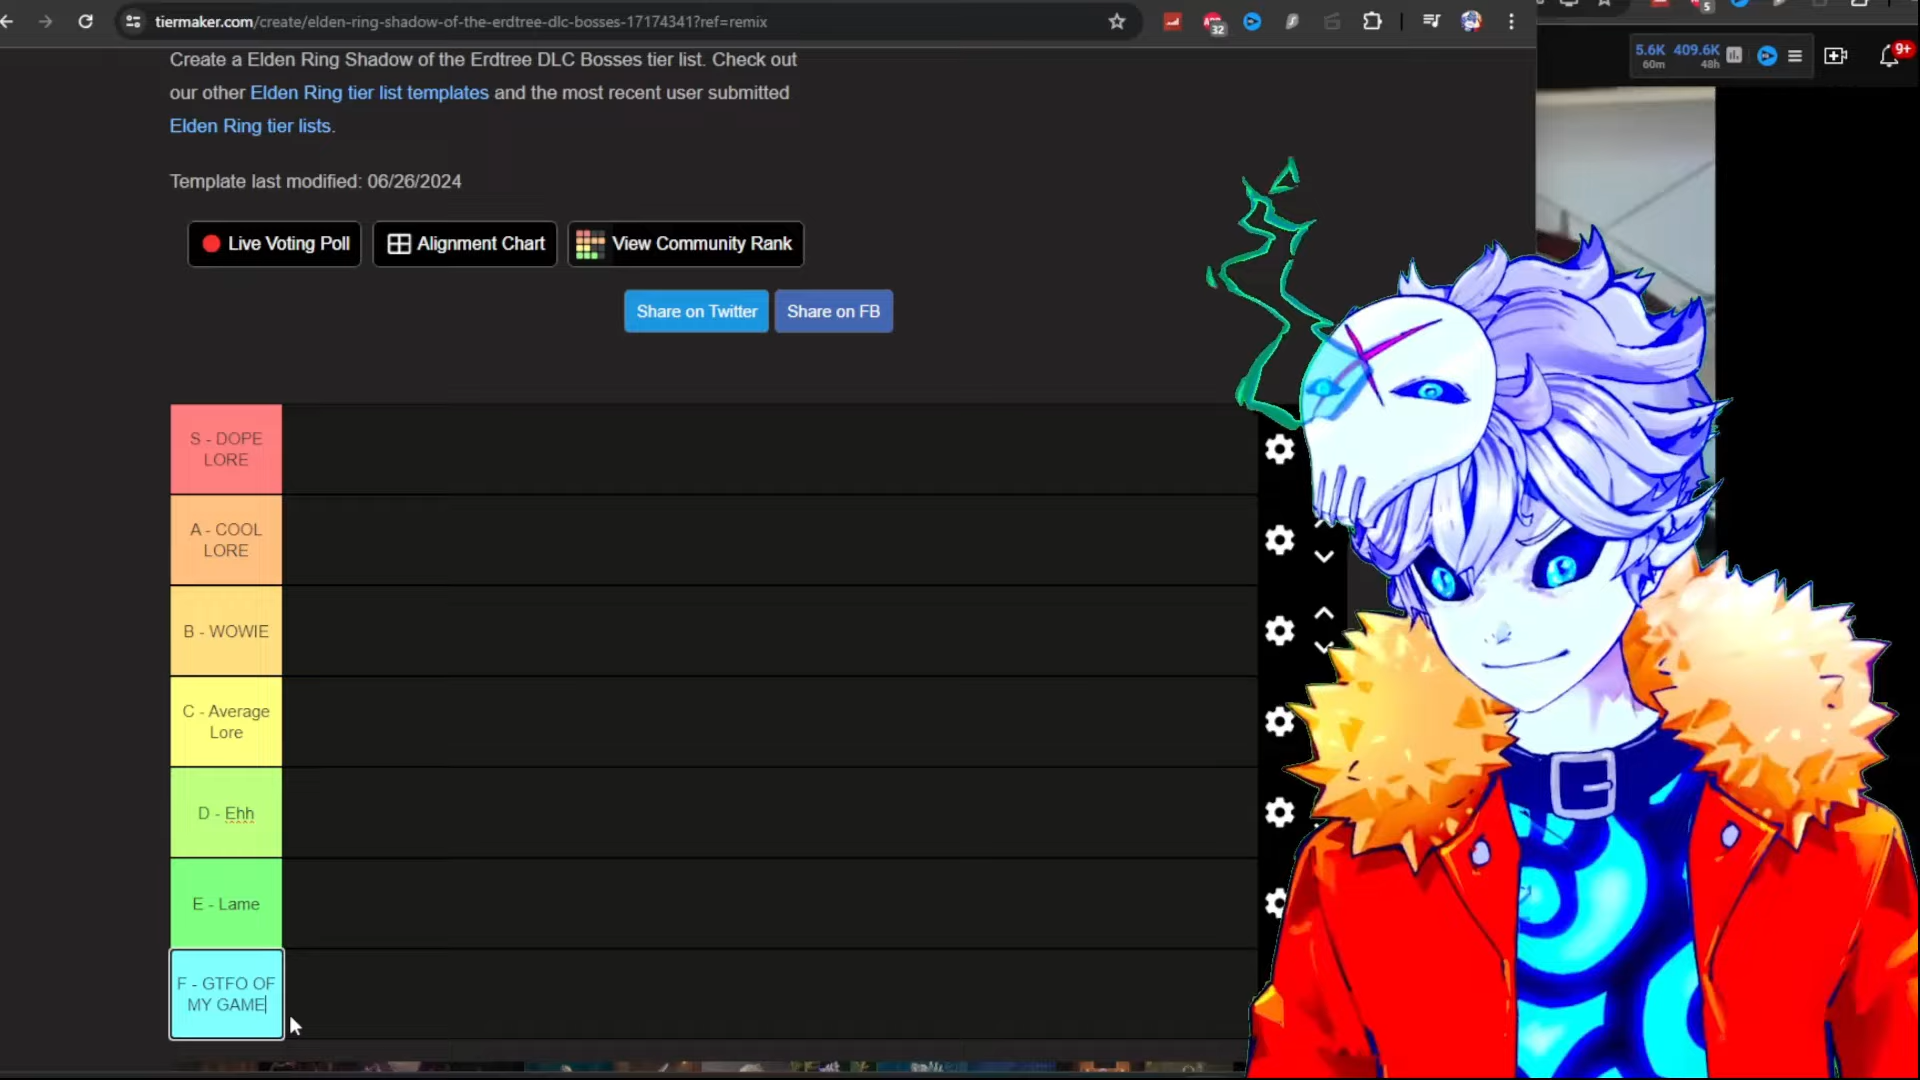 tiermaker.com/create/elden-ring-shadow-of-the-erdtree-dlc-bosses-17174341?ref=remix
32
5
5.6K 409.6K
60m 48h
9+
Create a Elden Ring Shadow of the Erdtree DLC Bosses tier list. Check out
our other Elden Ring tier list templates and the most recent user submitted
Elden Ring tier lists.
Template last modified: 06/26/2024
Live Voting Poll
Alignment Chart
View Community Rank
Share on Twitter
Share on FB
S - DOPE
LORE
A - COOL
LORE
B - WOWIE
C - Average
Lore
D - Ehh
E - Lame
F - GTFO OF
MY GAME